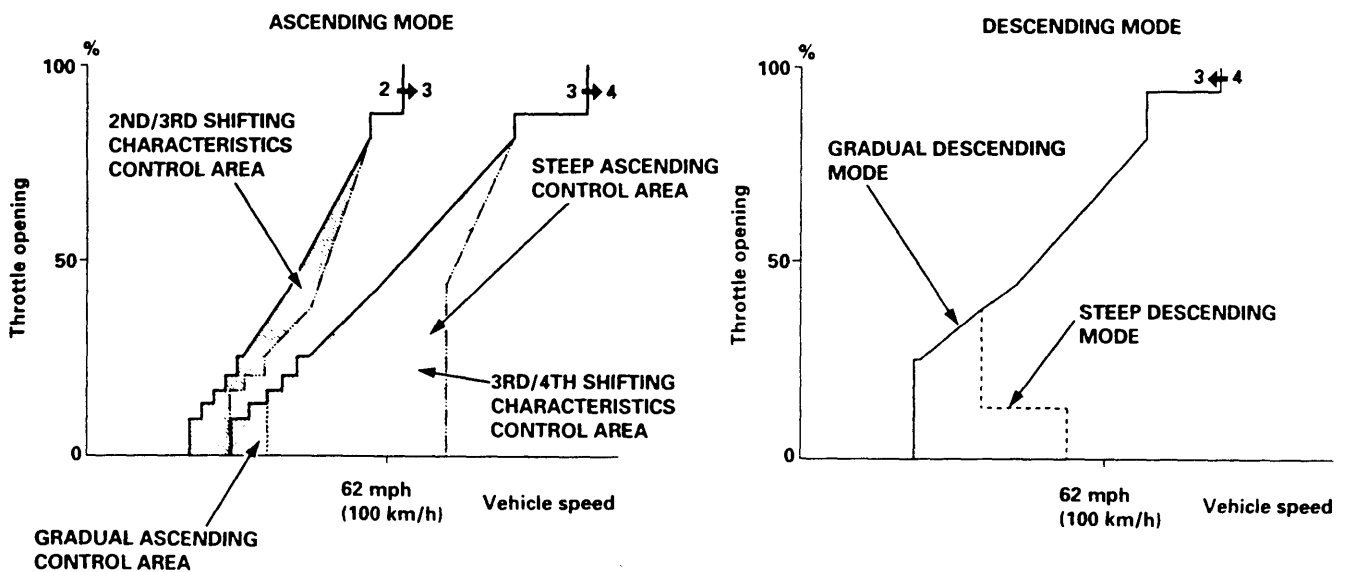 ASCENDING MODE
%
100
2 → 3
3 → 4
2ND/3RD SHIFTING
CHARACTERISTICS
CONTROL AREA
STEEP ASCENDING
CONTROL AREA
Throttle opening
50
3RD/4TH SHIFTING
CHARACTERISTICS
CONTROL AREA
0
62 mph
(100 km/h)
Vehicle speed
GRADUAL ASCENDING
CONTROL AREA
DESCENDING MODE
%
100
3 ← 4
GRADUAL DESCENDING
MODE
Throttle opening
50
STEEP DESCENDING
MODE
0
62 mph
(100 km/h)
Vehicle speed